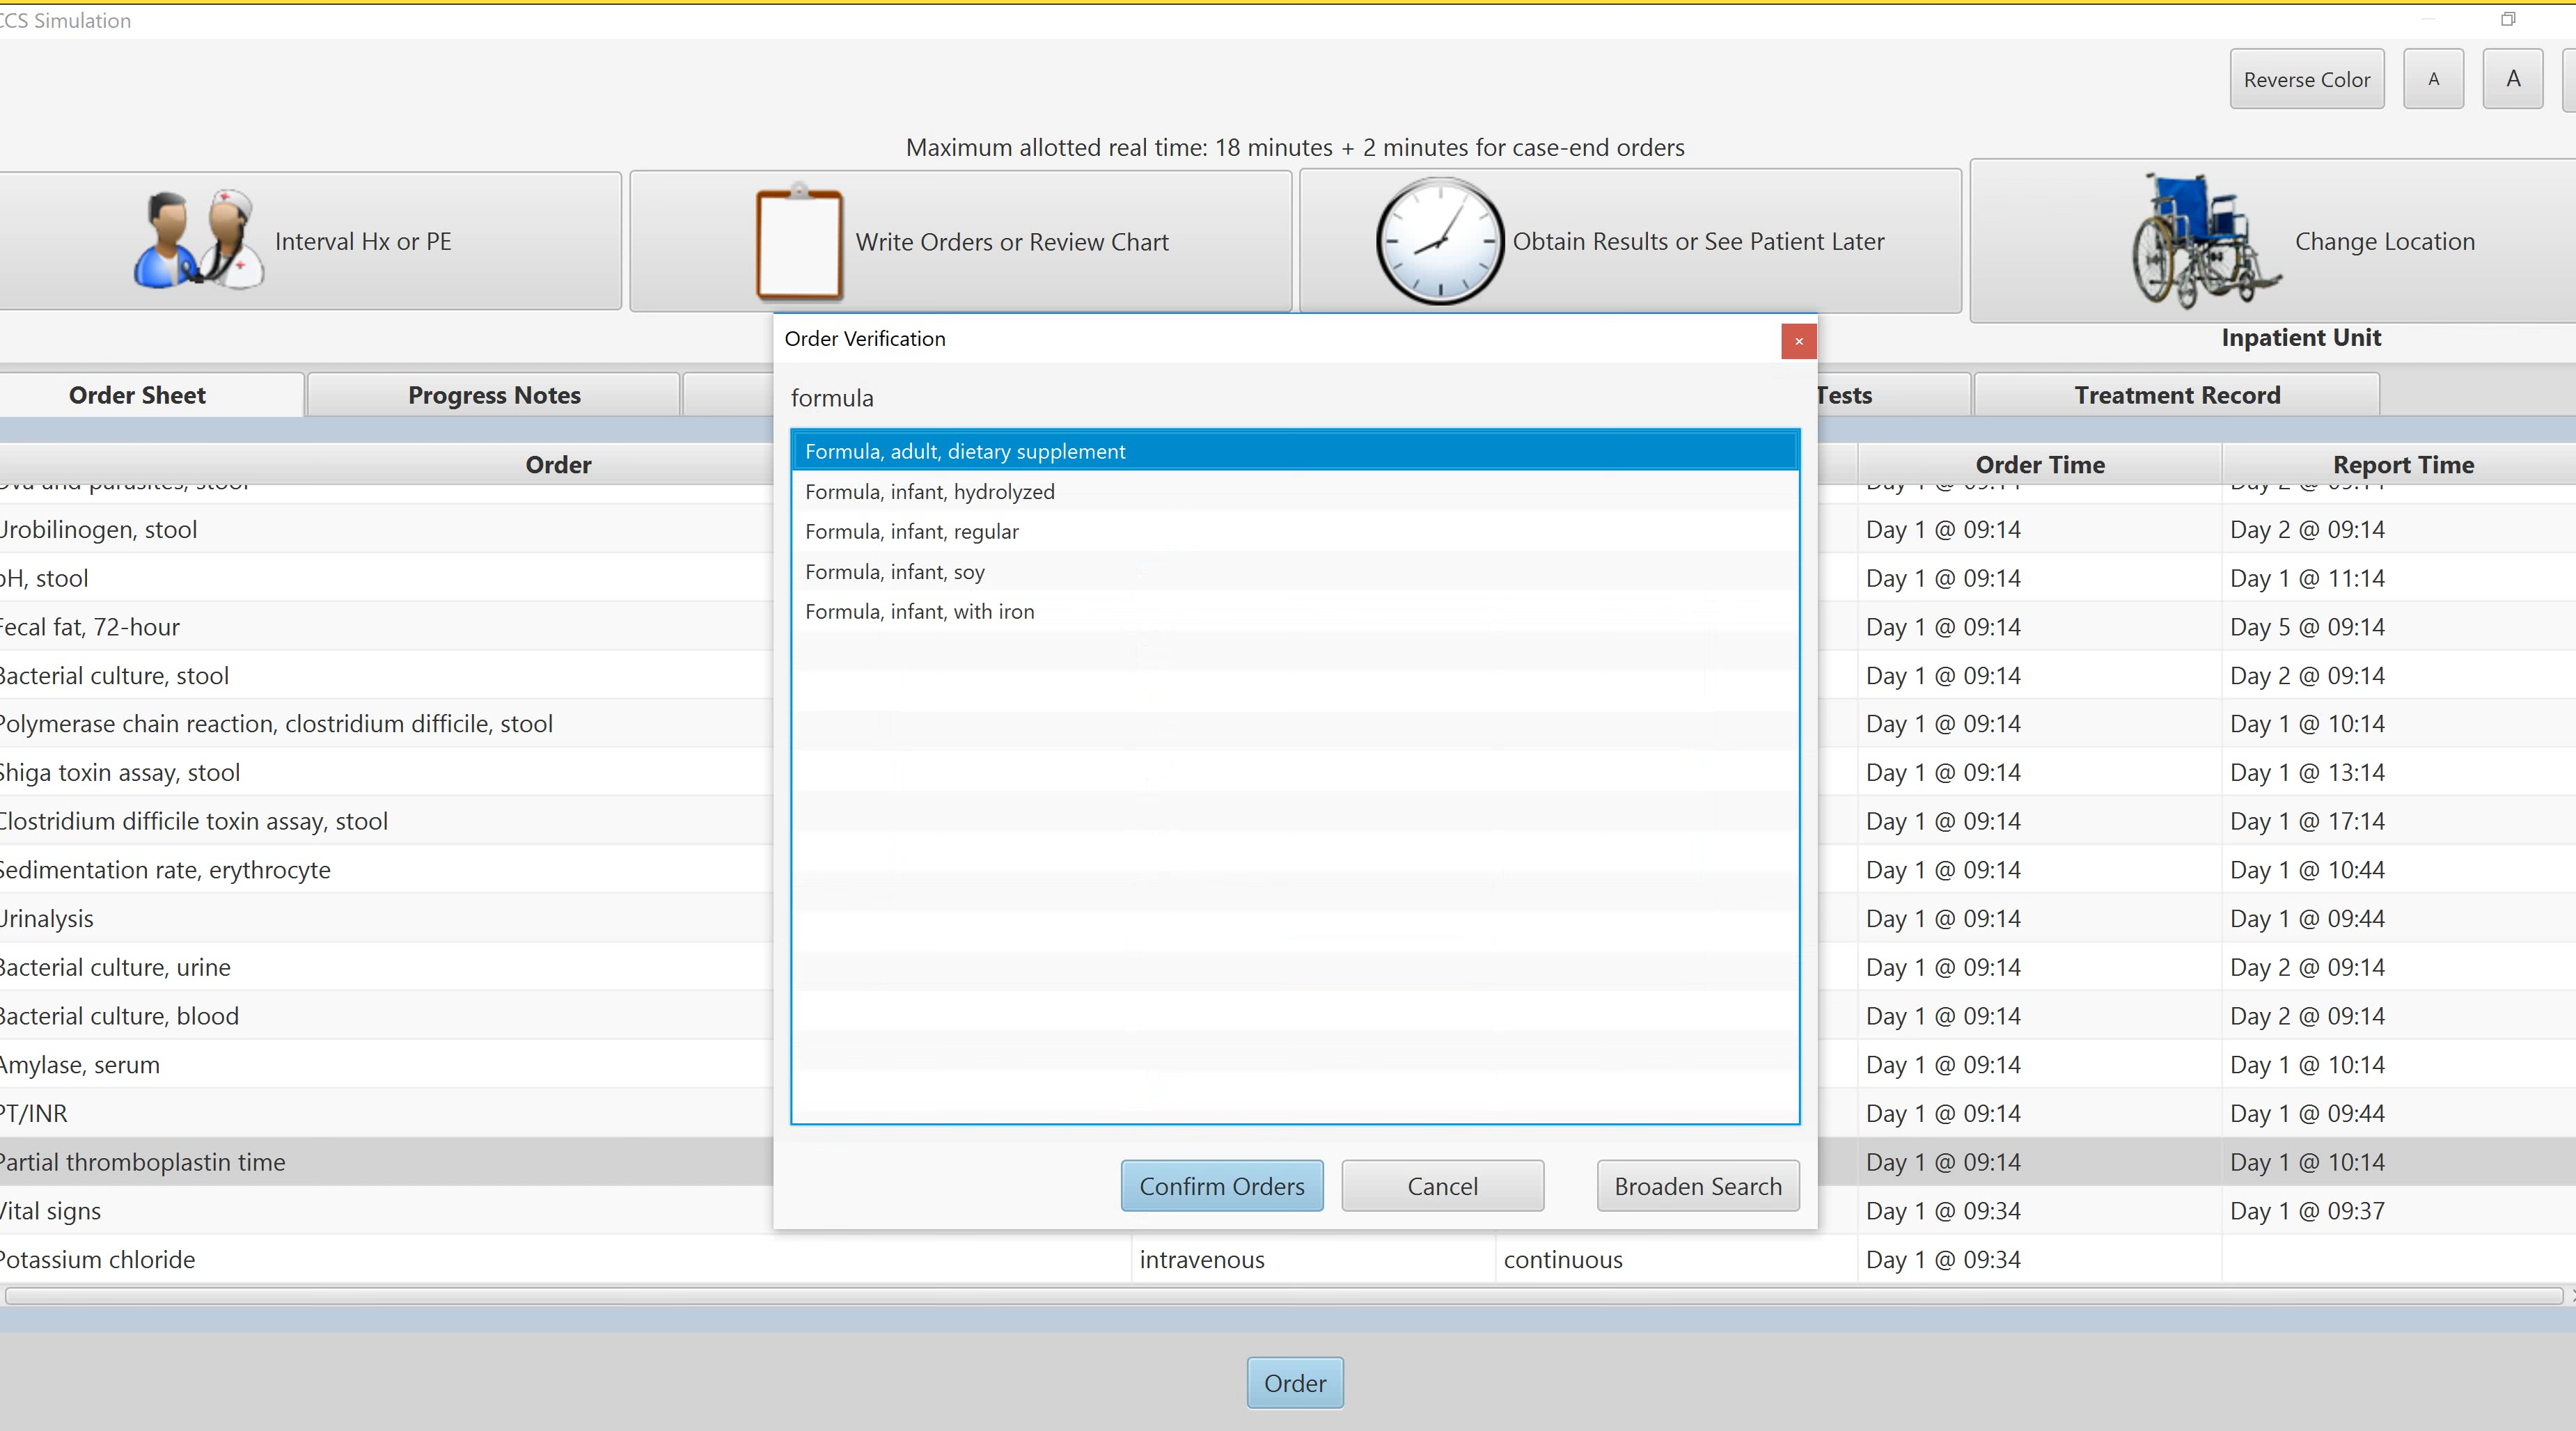 CCS Simulation
Reverse Color A A
Maximum allotted real time: 18 minutes + 2 minutes for case-end orders
Interval Hx or PE
Write Orders or Review Chart
Obtain Results or See Patient Later
Change Location
Inpatient Unit
Order Verification
×
formula
Formula, adult, dietary supplement
Formula, infant, hydrolyzed
Formula, infant, regular
Formula, infant, soy
Formula, infant, with iron
Confirm Orders Cancel Broaden Search
Order Sheet Progress Notes Tests Treatment Record
Order Order Time Report Time
Ova and parasites, stool
Urobilinogen, stool Day 1 @ 09:14 Day 2 @ 09:14
pH, stool Day 1 @ 09:14 Day 1 @ 11:14
Fecal fat, 72-hour Day 1 @ 09:14 Day 5 @ 09:14
Bacterial culture, stool Day 1 @ 09:14 Day 2 @ 09:14
Polymerase chain reaction, clostridium difficile, stool Day 1 @ 09:14 Day 1 @ 10:14
Shiga toxin assay, stool Day 1 @ 09:14 Day 1 @ 13:14
Clostridium difficile toxin assay, stool Day 1 @ 09:14 Day 1 @ 17:14
Sedimentation rate, erythrocyte Day 1 @ 09:14 Day 1 @ 10:44
Urinalysis Day 1 @ 09:14 Day 1 @ 09:44
Bacterial culture, urine Day 1 @ 09:14 Day 2 @ 09:14
Bacterial culture, blood Day 1 @ 09:14 Day 2 @ 09:14
Amylase, serum Day 1 @ 09:14 Day 1 @ 10:14
PT/INR Day 1 @ 09:14 Day 1 @ 09:44
Partial thromboplastin time Day 1 @ 09:14 Day 1 @ 10:14
Vital signs Day 1 @ 09:34 Day 1 @ 09:37
Potassium chloride intravenous continuous Day 1 @ 09:34
Order